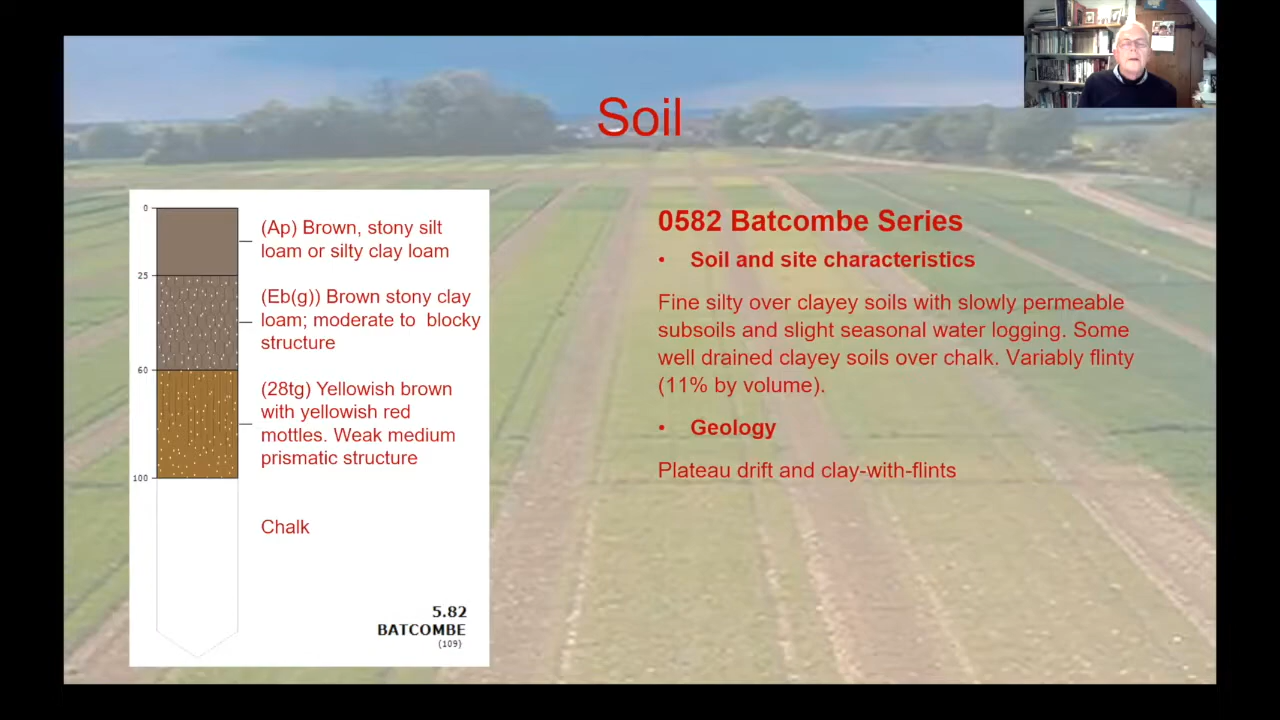 Soil
0
(Ap) Brown, stony silt
loam or silty clay loam
25
(Eb(g)) Brown stony clay
loam; moderate to blocky
structure
60
(28tg) Yellowish brown
with yellowish red
mottles. Weak medium
prismatic structure
100
Chalk
5.82
BATCOMBE
(109)
0582 Batcombe Series
• Soil and site characteristics
Fine silty over clayey soils with slowly permeable
subsoils and slight seasonal water logging. Some
well drained clayey soils over chalk. Variably flinty
(11% by volume).
• Geology
Plateau drift and clay-with-flints